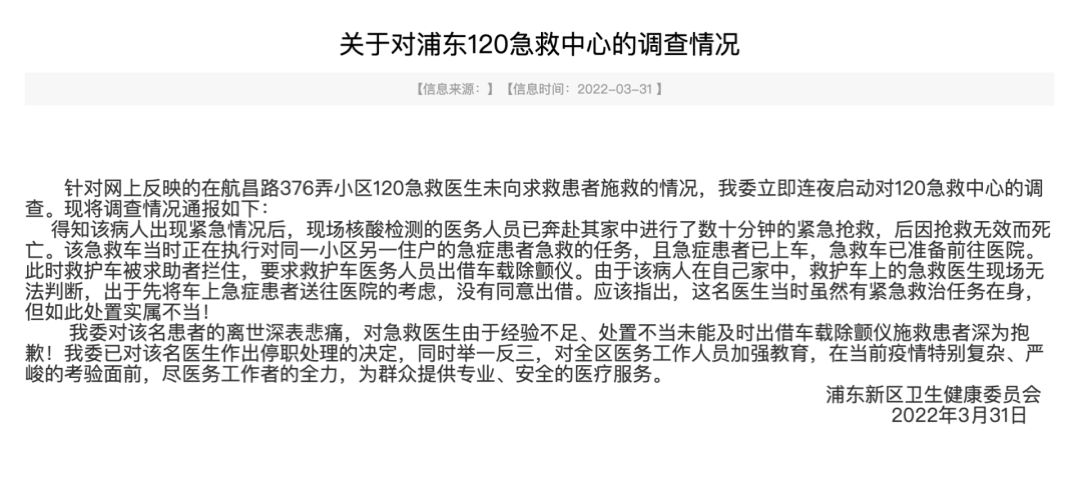 关于对浦东120急救中心的调查情况
【信息来源：】【信息时间：2022-03-31 】
针对网上反映的在航昌路376弄小区120急救医生未向求救患者施救的情况，我委立即连夜启动对120急救中心的调
查。现将调查情况通报如下：
得知该病人出现紧急情况后，现场核酸检测的医务人员已奔赴其家中进行了数十分钟的紧急抢救，后因抢救无效而死
亡。该急救车当时正在执行对同一小区另一住户的急症患者急救的任务，且急症患者已上车，急救车已准备前往医院。
此时救护车被求助者拦住，要求救护车医务人员出借车载除颤仪。由于该病人在自己家中，救护车上的急救医生现场无
法判断，出于先将车上急症患者送往医院的考虑，没有同意出借。应该指出，这名医生当时虽然有紧急救治任务在身，
但如此处置实属不当！
我委对该名患者的离世深表悲痛，对急救医生由于经验不足、处置不当未能及时出借车载除颤仪施救患者深为抱
歉！我委已对该名医生作出停职处理的决定，同时举一反三，对全区医务工作人员加强教育，在当前疫情特别复杂、严
峻的考验面前，尽医务工作者的全力，为群众提供专业、安全的医疗服务。
浦东新区卫生健康委员会
2022年3月31日